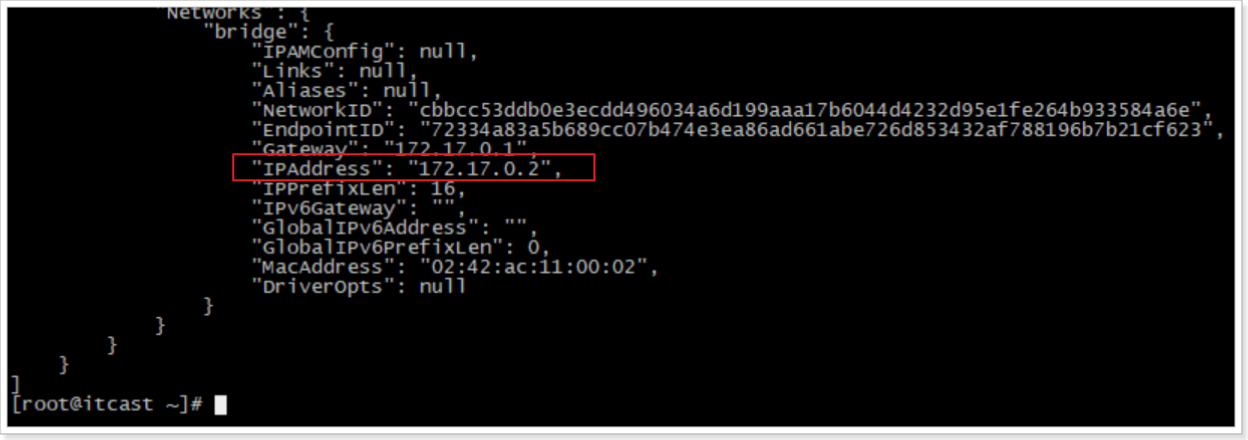 "Networks": {
"bridge": {
"IPAMConfig": null,
"Links": null,
"Aliases": null,
"NetworkID": "cbbcc53ddb0e3ecdd496034a6d199aaa17b6044d4232d95e1fe264b933584a6e",
"EndpointID": "72334a83a5b689cc07b474e3ea86ad661abe726d853432af788196b7b21cf623",
"Gateway": "172.17.0.1",
"IPAddress": "172.17.0.2",
"IPPrefixLen": 16,
"IPv6Gateway": "",
"GlobalIPv6Address": "",
"GlobalIPv6PrefixLen": 0,
"MacAddress": "02:42:ac:11:00:02",
"DriverOpts": null
}
}
}
}
]
[root@itcast ~]#